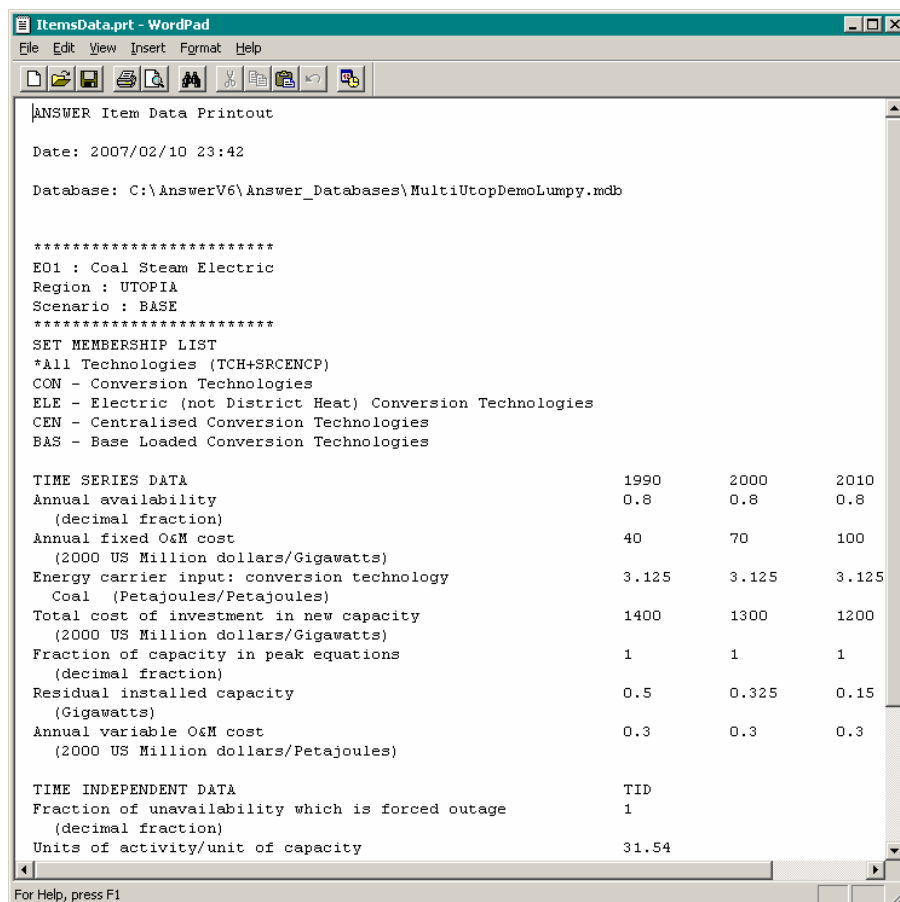 ItemsData.prt - WordPad
File Edit View Insert Format Help
ANSWER Item Data Printout
Date: 2007/02/10 23:42
Database: C:\AnswerV6\Answer_Databases\MultiUtopDemoLumpy.mdb
*************************
E01 : Coal Steam Electric
Region : UTOPIA
Scenario : BASE
*************************
SET MEMBERSHIP LIST
*All Technologies (TCH+SRCENCP)
CON - Conversion Technologies
ELE - Electric (not District Heat) Conversion Technologies
CEN - Centralised Conversion Technologies
BAS - Base Loaded Conversion Technologies
TIME SERIES DATA 1990 2000 2010
Annual availability 0.8 0.8 0.8
(decimal fraction)
Annual fixed O&M cost 40 70 100
(2000 US Million dollars/Gigawatts)
Energy carrier input: conversion technology 3.125 3.125 3.125
Coal (Petajoules/Petajoules)
Total cost of investment in new capacity 1400 1300 1200
(2000 US Million dollars/Gigawatts)
Fraction of capacity in peak equations 1 1 1
(decimal fraction)
Residual installed capacity 0.5 0.325 0.15
(Gigawatts)
Annual variable O&M cost 0.3 0.3 0.3
(2000 US Million dollars/Petajoules)
TIME INDEPENDENT DATA TID
Fraction of unavailability which is forced outage 1
(decimal fraction)
Units of activity/unit of capacity 31.54
For Help, press F1